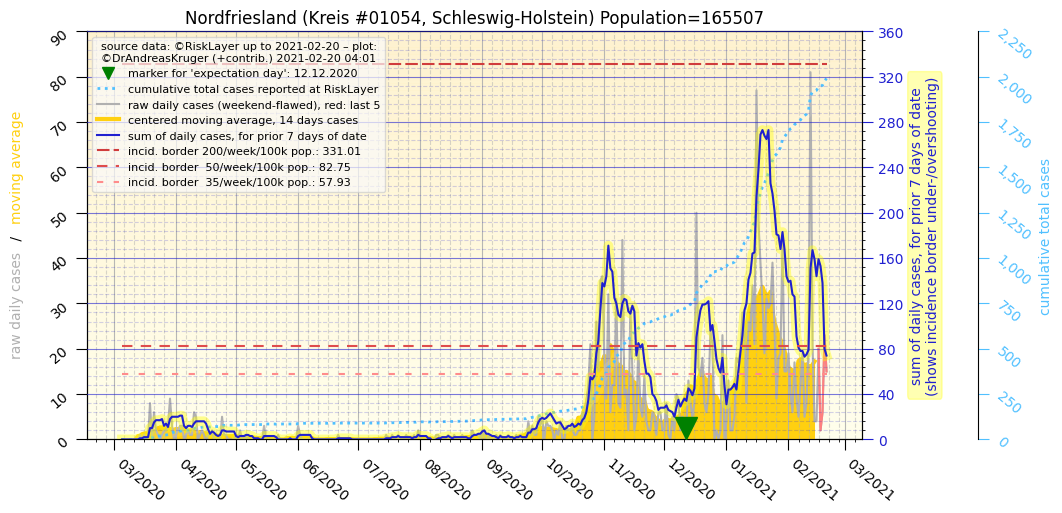 Nordfriesland (Kreis #01054, Schleswig-Holstein) Population=165507
source data: ©RiskLayer up to 2021-02-20 – plot:
©DrAndreasKruger (+contrib.) 2021-02-20 04:01
marker for 'expectation day': 12.12.2020
cumulative total cases reported at RiskLayer
raw daily cases (weekend-flawed), red: last 5
centered moving average, 14 days cases
sum of daily cases, for prior 7 days of date
incid. border 200/week/100k pop.: 331.01
incid. border  50/week/100k pop.: 82.75
incid. border  35/week/100k pop.: 57.93
raw daily cases / moving average
90
80
70
60
50
40
30
20
10
0
03/2020
04/2020
05/2020
06/2020
07/2020
08/2020
09/2020
10/2020
11/2020
12/2020
01/2021
02/2021
03/2021
360
320
280
240
200
160
120
80
40
0
sum of daily cases, for prior 7 days of date
(shows incidence border under-/overshooting)
2,250
2,000
1,750
1,500
1,250
1,000
750
500
250
0
cumulative total cases